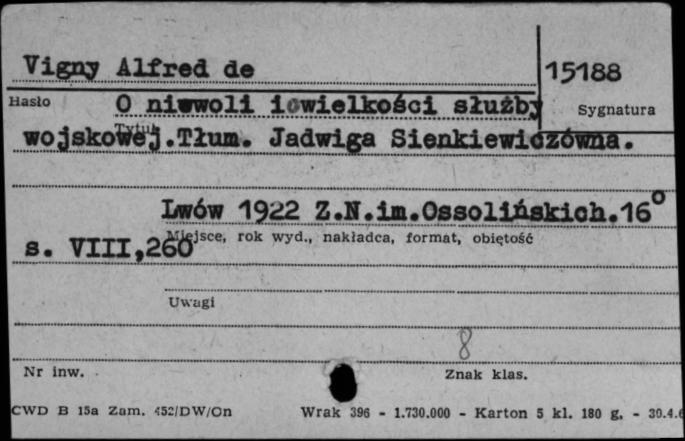 Vigny Alfred de
15188
Hasło
O niewoli i wielkości służby
Sygnatura
Tytuł
wojskowej.Tłum. Jadwiga Sienkiewiczówna.
Lwów 1922 Z.N.im.Ossolińskich.16°
Miejsce, rok wyd., nakładca, format, objętość
s. VIII,260
Uwagi
8
Nr inw.
Znak klas.
CWD B 15a Zam. 452/DW/On
Wrak 396 - 1.730.000 - Karton 5 kl. 180 g. - 30.4.6